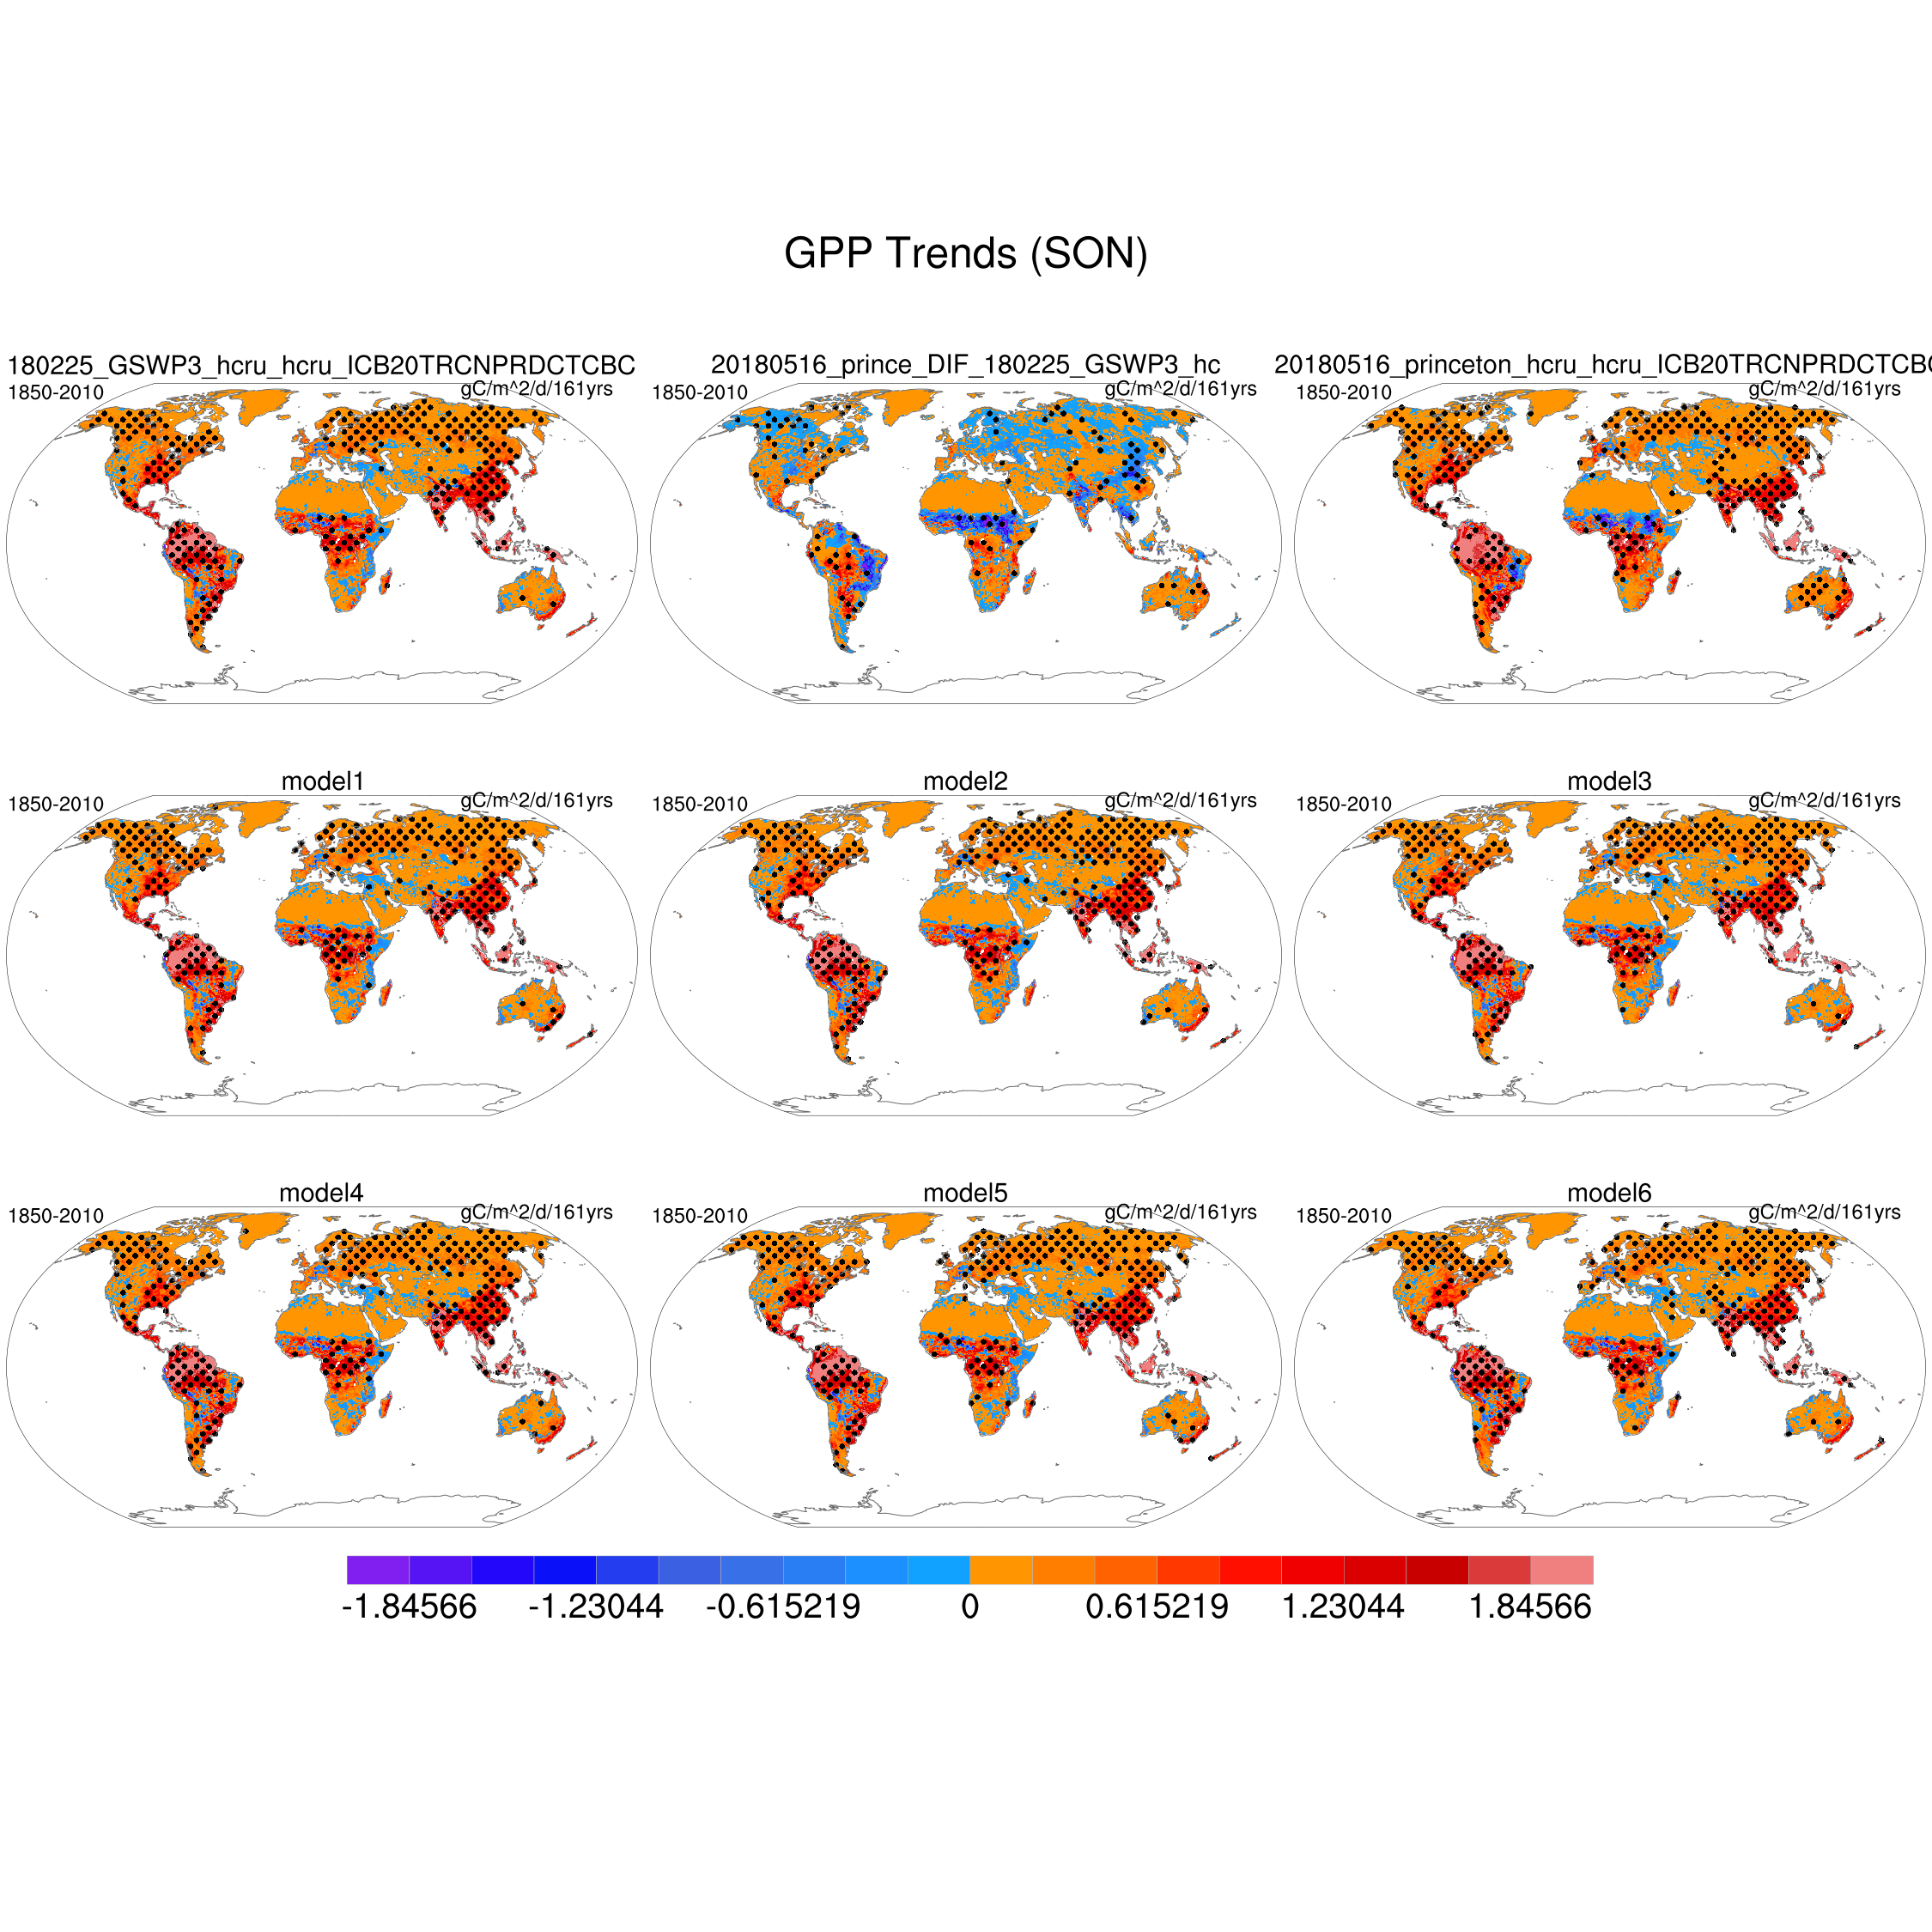 GPP Trends (SON)
180225_GSWP3_hcru_hcru_ICB20TRCNPRDCTCBC
1850-2010
gC/m^2/d/161yrs
20180516_prince_DIF_180225_GSWP3_hc
1850-2010
gC/m^2/d/161yrs
20180516_princeton_hcru_hcru_ICB20TRCNPRDCTCBC
1850-2010
gC/m^2/d/161yrs
model1
1850-2010
gC/m^2/d/161yrs
model2
1850-2010
gC/m^2/d/161yrs
model3
1850-2010
gC/m^2/d/161yrs
model4
1850-2010
gC/m^2/d/161yrs
model5
1850-2010
gC/m^2/d/161yrs
model6
1850-2010
gC/m^2/d/161yrs
-1.84566 -1.23044 -0.615219 0 0.615219 1.23044 1.84566